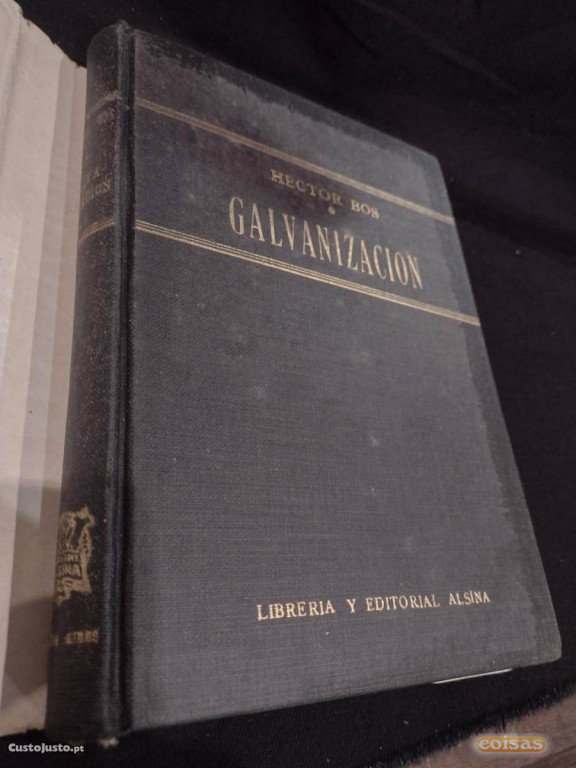 HECTOR BOS
GALVANIZACION
LIBRERIA Y EDITORIAL ALSINA
CustoJusto.pt
coisas